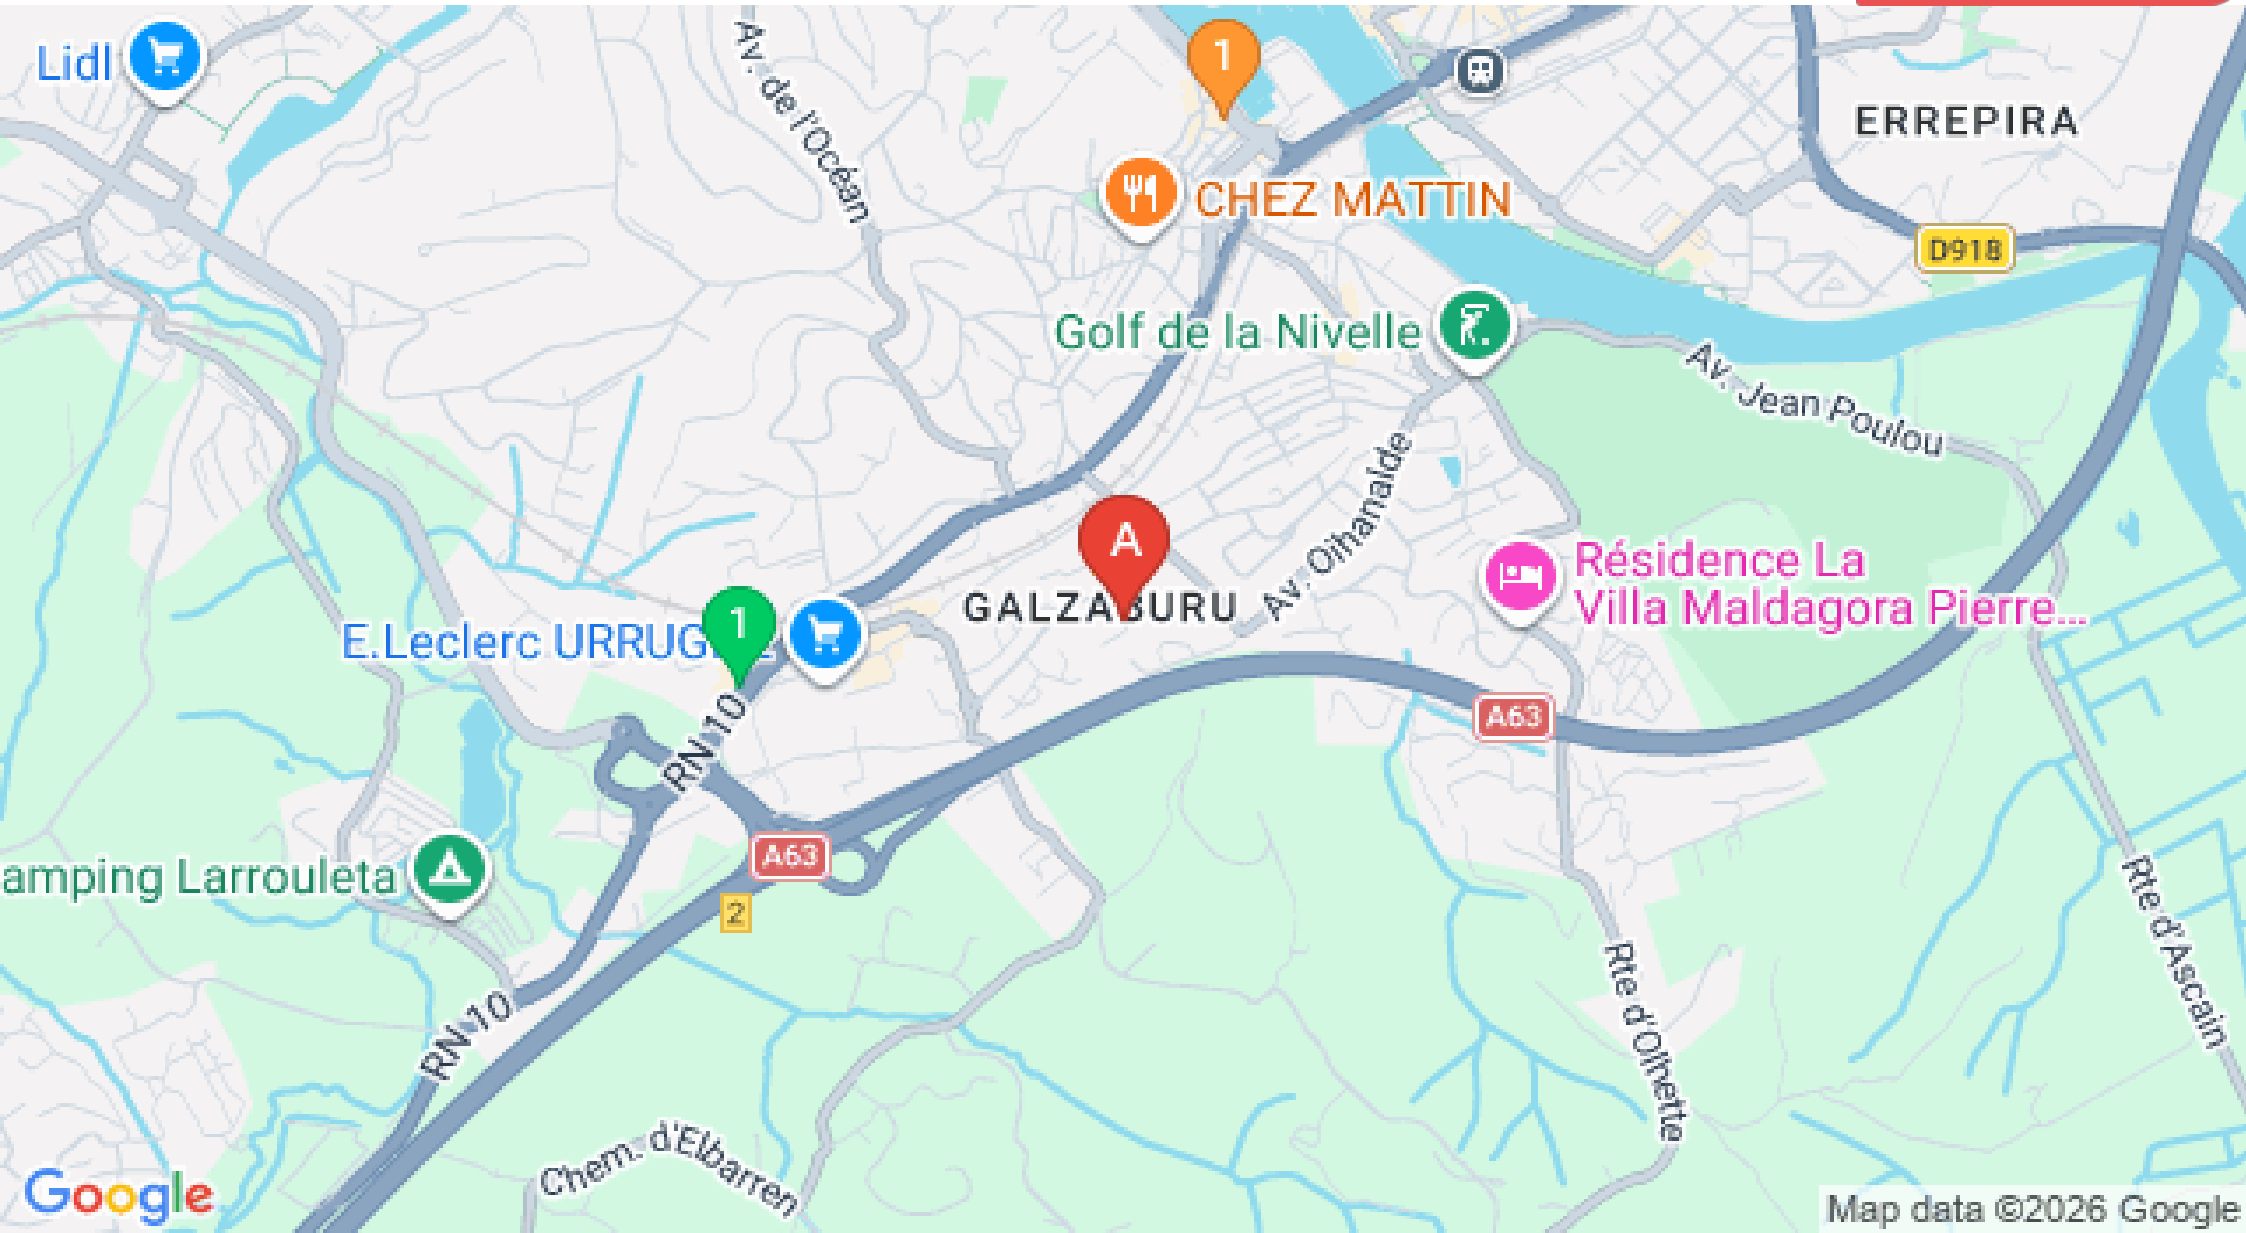 Lidl
Av. de l'Océan
1
ERREPIRA
CHEZ MATTIN
D918
Golf de la Nivelle
Av. Jean Poulou
Av. Olhanaïde
A
GALZABURU
Résidence La
Villa Maldagora Pierre...
1
E.Leclerc URRUG
RN 10
A63
A63
2
amping Larrouleta
Rte d'Ascain
Rte d'Olhette
RN 10
Chem. d'Elbarren
Google
Map data ©2026 Google